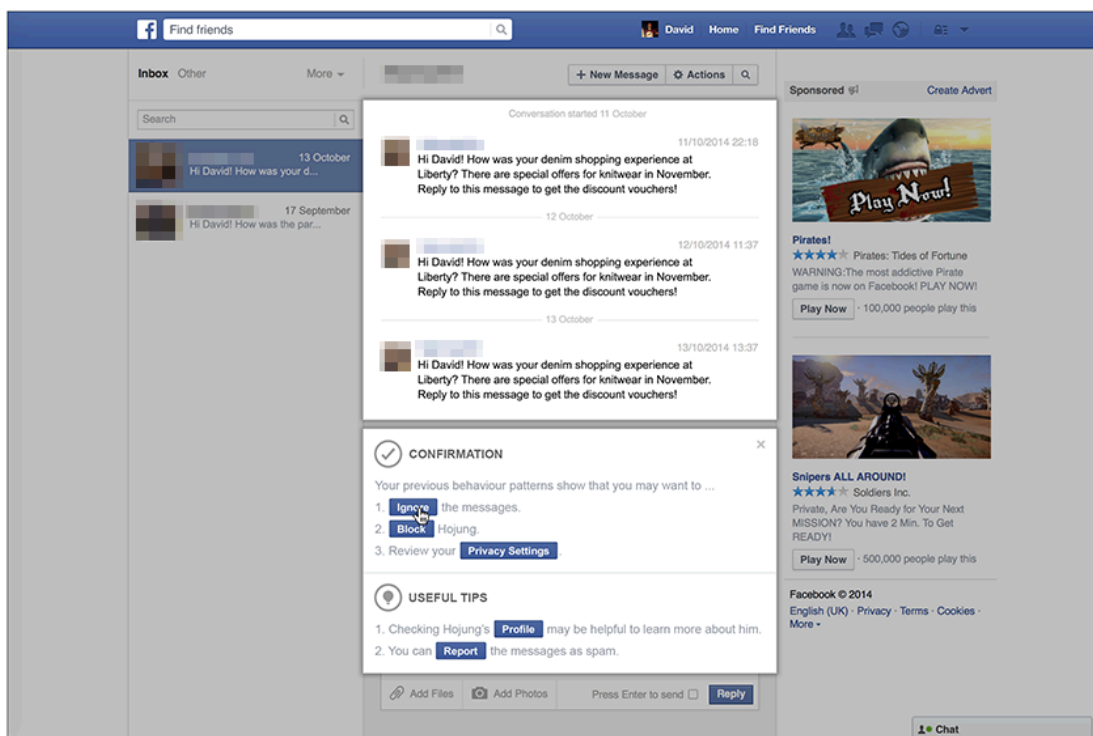 f
Find friends
David Home Find Friends
Inbox Other More
+ New Message Actions
Search
13 October
Hi David! How was your d...
17 September
Hi David! How was the par...
Conversation started 11 October
11/10/2014 22:18
Hi David! How was your denim shopping experience at
Liberty? There are special offers for knitwear in November.
Reply to this message to get the discount vouchers!
12 October
12/10/2014 11:37
Hi David! How was your denim shopping experience at
Liberty? There are special offers for knitwear in November.
Reply to this message to get the discount vouchers!
13 October
13/10/2014 13:37
Hi David! How was your denim shopping experience at
Liberty? There are special offers for knitwear in November.
Reply to this message to get the discount vouchers!
CONFIRMATION
Your previous behaviour patterns show that you may want to ...
1. Ignore the messages.
2. Block Hojung.
3. Review your Privacy Settings .
USEFUL TIPS
1. Checking Hojung's Profile may be helpful to learn more about him.
2. You can Report the messages as spam.
Add Files Add Photos Press Enter to send Reply
Sponsored Create Advert
Play Now!
Pirates!
Pirates: Tides of Fortune
WARNING:The most addictive Pirate
game is now on Facebook! PLAY NOW!
Play Now · 100,000 people play this
Snipers ALL AROUND!
Soldiers Inc.
Private, Are You Ready for Your Next
MISSION? You have 2 Min. To Get
READY!
Play Now · 500,000 people play this
Facebook © 2014
English (UK) · Privacy · Terms · Cookies ·
More
Chat